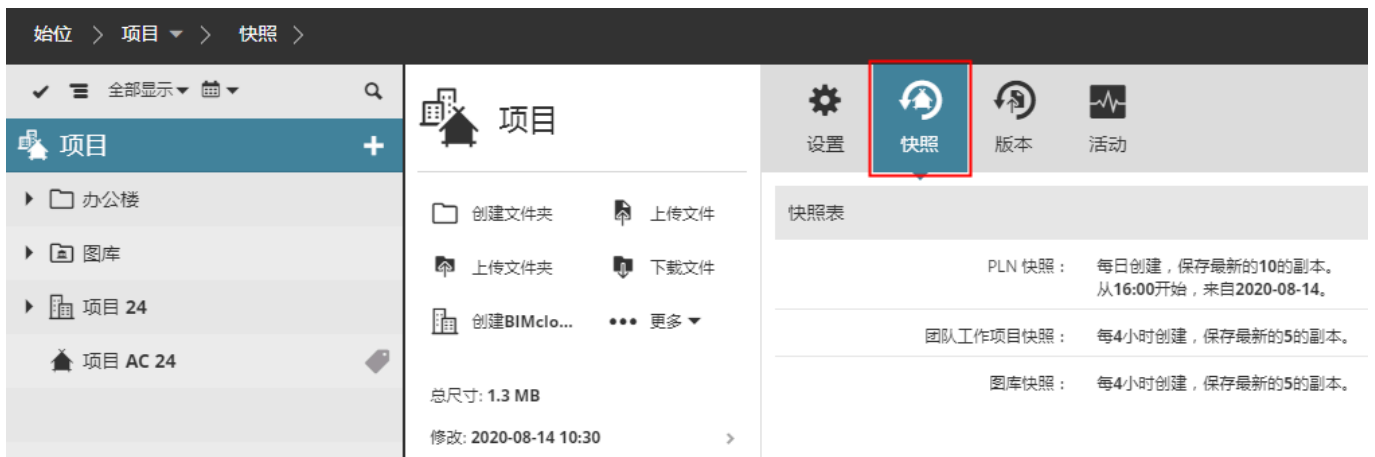 始位 > 项目 > 快照 >
全部显示
项目
办公楼
图库
项目 24
项目 AC 24
项目
创建文件夹 上传文件
上传文件夹 下载文件
创建BIMclo... 更多
总尺寸: 1.3 MB
修改: 2020-08-14 10:30 >
设置 快照 版本 活动
快照表
PLN 快照： 每日创建，保存最新的10的副本。
从16:00开始，来自2020-08-14。
团队工作项目快照： 每4小时创建，保存最新的5的副本。
图库快照： 每4小时创建，保存最新的5的副本。